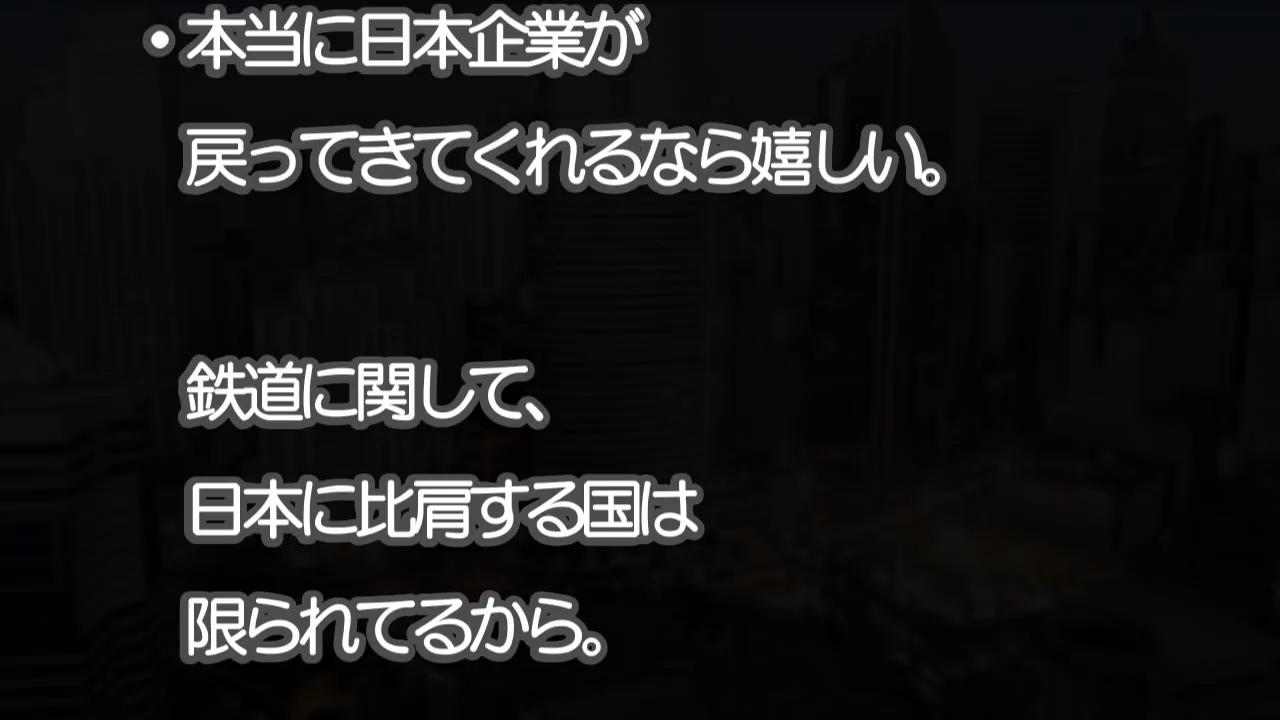 ・本当に日本企業が
戻ってきてくれるなら嬉しい。
鉄道に関して、
日本に比肩する国は
限られてるから。